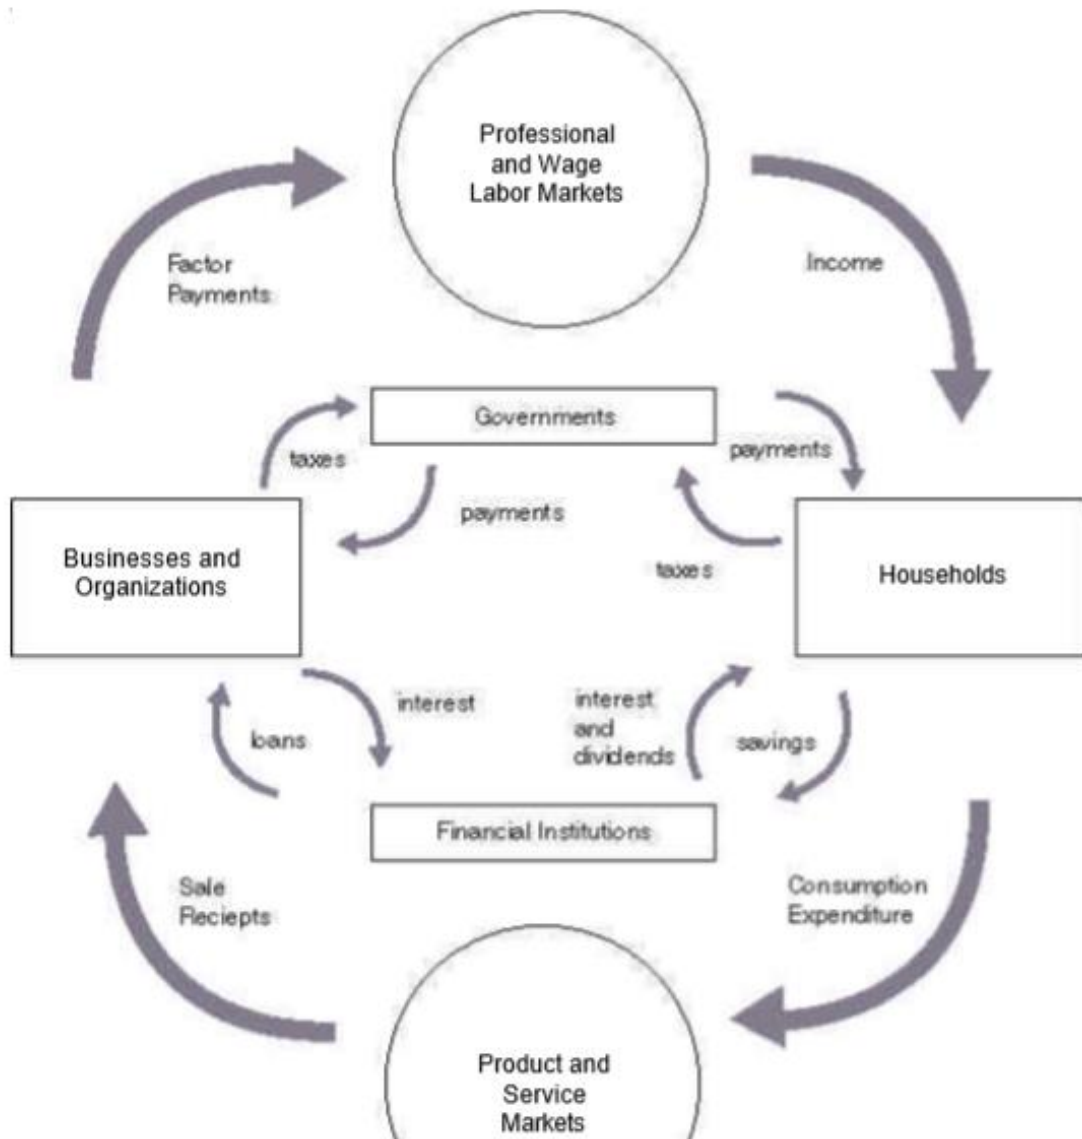 Professional
and Wage
Labor Markets
Factor
Payments
Income
Governments
taxes
payments
payments
taxes
Businesses and
Organizations
Households
interest
loans
interest
and
dividends
savings
Financial Institutions
Sale
Reciepts
Consumption
Expenditure
Product and
Service
Markets